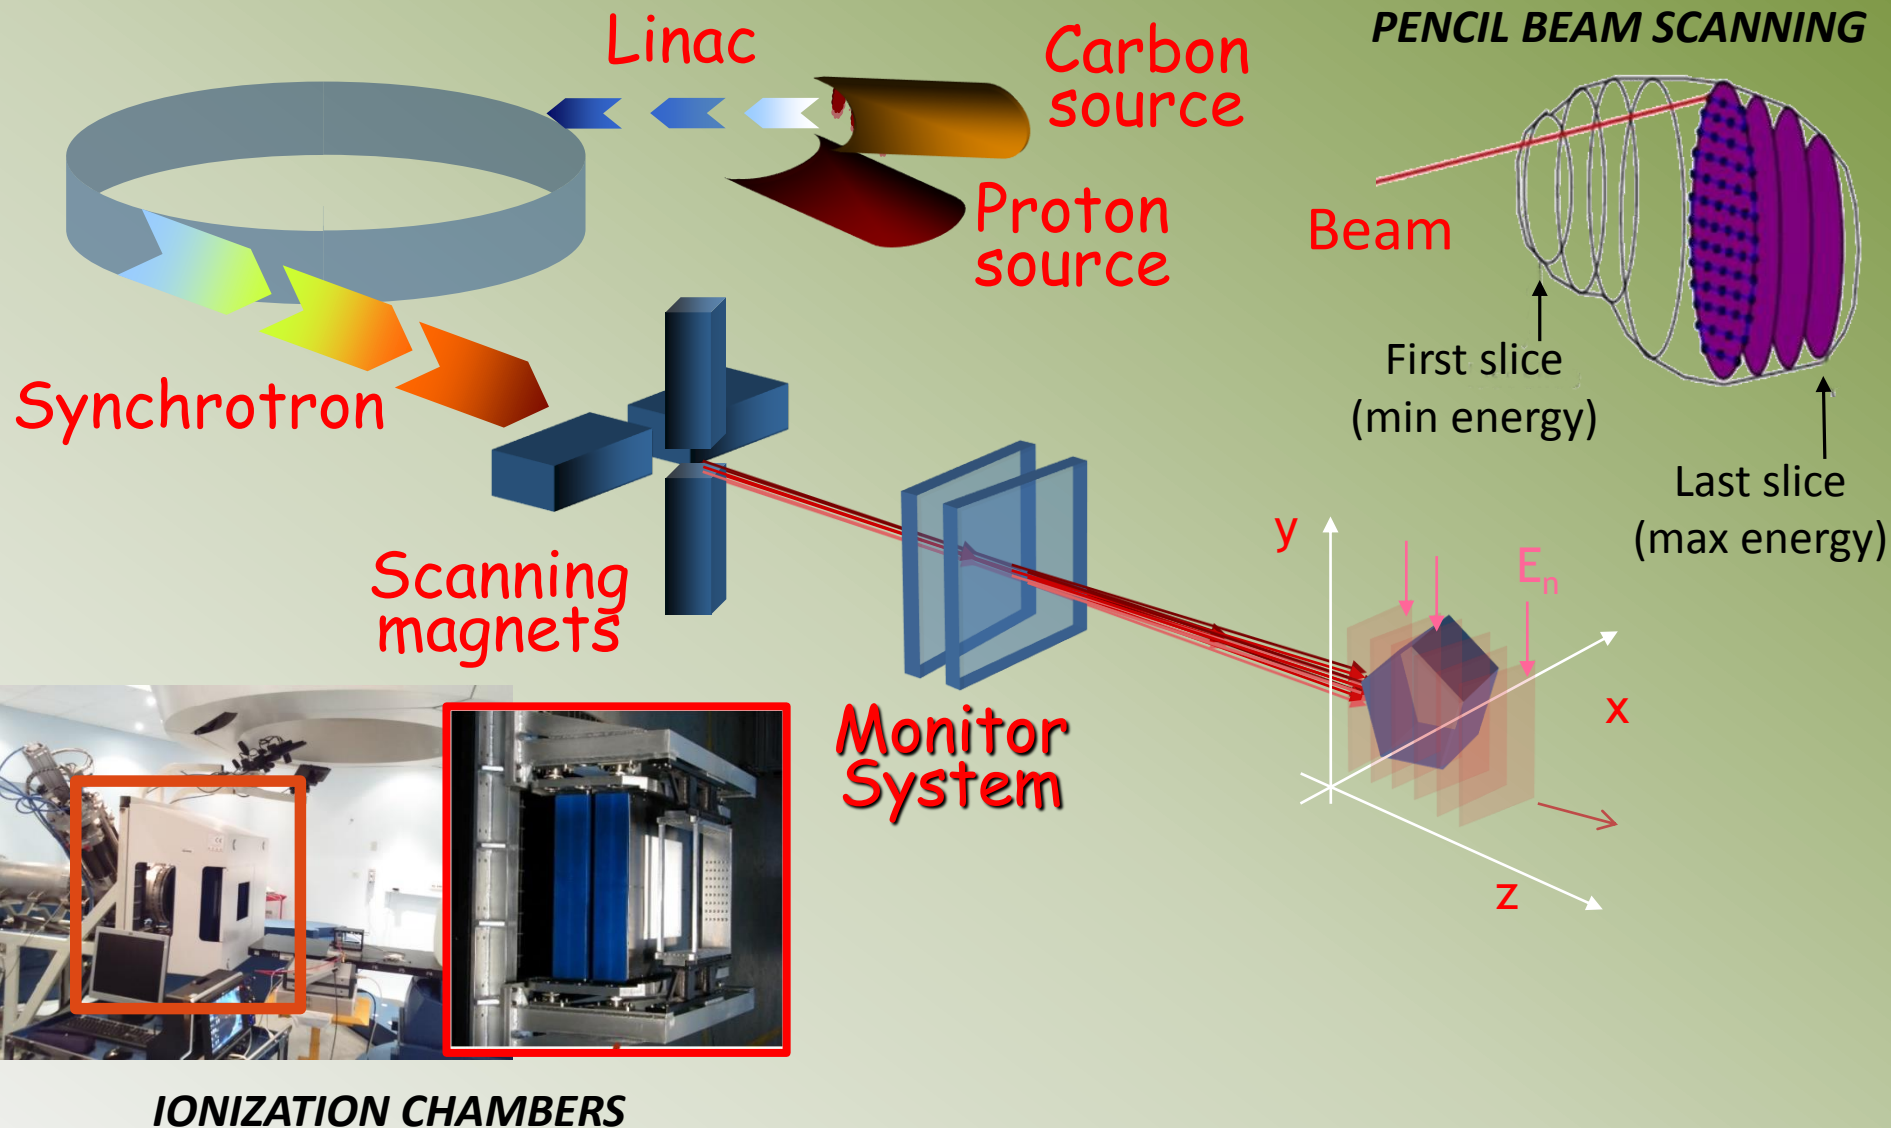 PENCIL BEAM SCANNING
Linac
Carbon
source
Proton
source
Beam
First slice
(min energy)
Last slice
(max energy)
Synchrotron
Scanning
magnets
Monitor
System
y
En
x
z
IONIZATION CHAMBERS